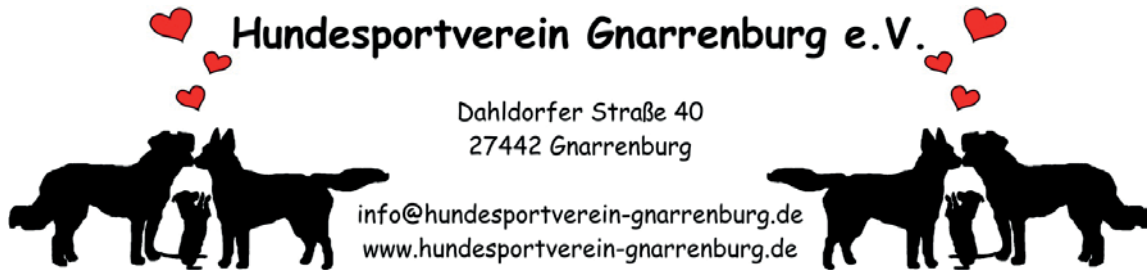 Hundesportverein Gnarrenburg e.V.
Dahldorfer Straße 40
27442 Gnarrenburg
info@hundesportverein-gnarrenburg.de
www.hundesportverein-gnarrenburg.de